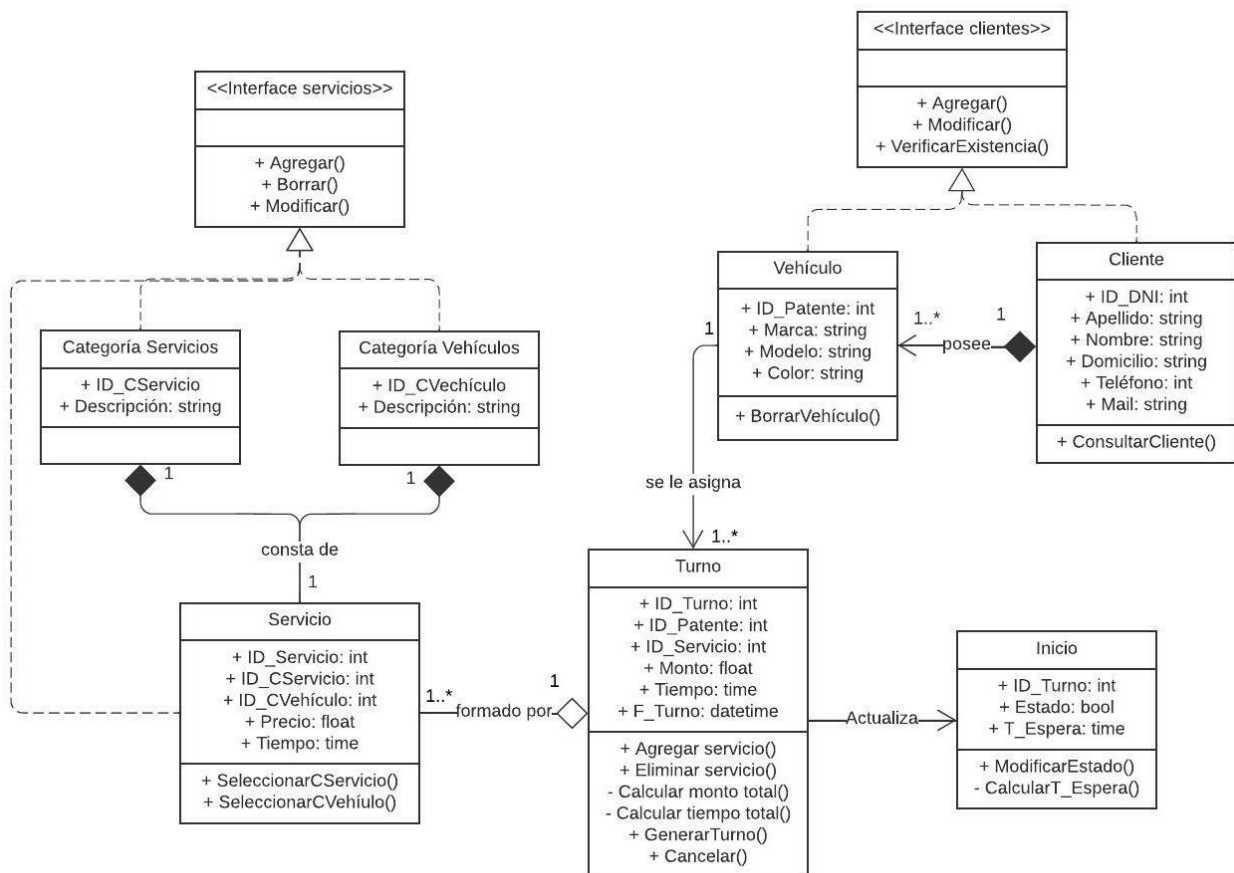 <<Interface clientes>>
+ Agregar()
+ Modificar()
+ VerificarExistencia()
<<Interface servicios>>
+ Agregar()
+ Borrar()
+ Modificar()
Vehículo
+ ID_Patente: int
+ Marca: string
+ Modelo: string
+ Color: string
+ BorrarVehículo()
Cliente
+ ID_DNI: int
+ Apellido: string
+ Nombre: string
+ Domicilio: string
+ Teléfono: int
+ Mail: string
+ ConsultarCliente()
1
1..*
posee
1
Categoría Servicios
+ ID_CServicio
+ Descripción: string
Categoría Vehículos
+ ID_CVechículo
+ Descripción: string
1
1
consta de
1
se le asigna
1..*
Servicio
+ ID_Servicio: int
+ ID_CServicio: int
+ ID_CVehículo: int
+ Precio: float
+ Tiempo: time
+ SeleccionarCServicio()
+ SeleccionarCVehíulo()
1..*
formado por
1
Turno
+ ID_Turno: int
+ ID_Patente: int
+ ID_Servicio: int
+ Monto: float
+ Tiempo: time
+ F_Turno: datetime
+ Agregar servicio()
+ Eliminar servicio()
- Calcular monto total()
- Calcular tiempo total()
+ GenerarTurno()
+ Cancelar()
Actualiza
Inicio
+ ID_Turno: int
+ Estado: bool
+ T_Espera: time
+ ModificarEstado()
- CalcularT_Espera()